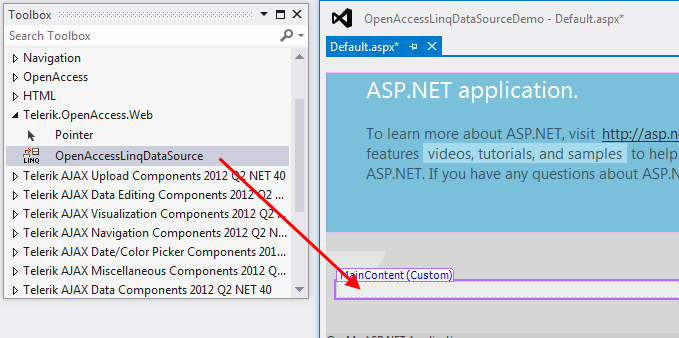 Toolbox
Search Toolbox
Navigation
OpenAccess
HTML
Telerik.OpenAccess.Web
Pointer
LINQ OpenAccessLinqDataSource
Telerik AJAX Upload Components 2012 Q2 NET 40
Telerik AJAX Data Editing Components 2012 Q2 ...
Telerik AJAX Visualization Components 2012 Q2 ...
Telerik AJAX Navigation Components 2012 Q2 N...
Telerik AJAX Date/Color Picker Components 201...
Telerik AJAX Miscellaneous Components 2012 Q...
Telerik AJAX Data Components 2012 Q2 NET 40
OpenAccessLinqDataSourceDemo - Default.aspx*
Default.aspx*
ASP.NET application.
To learn more about ASP.NET, visit http://asp.n
features videos, tutorials, and samples to help
ASP.NET. If you have any questions about ASP.N
MainContent (Custom)